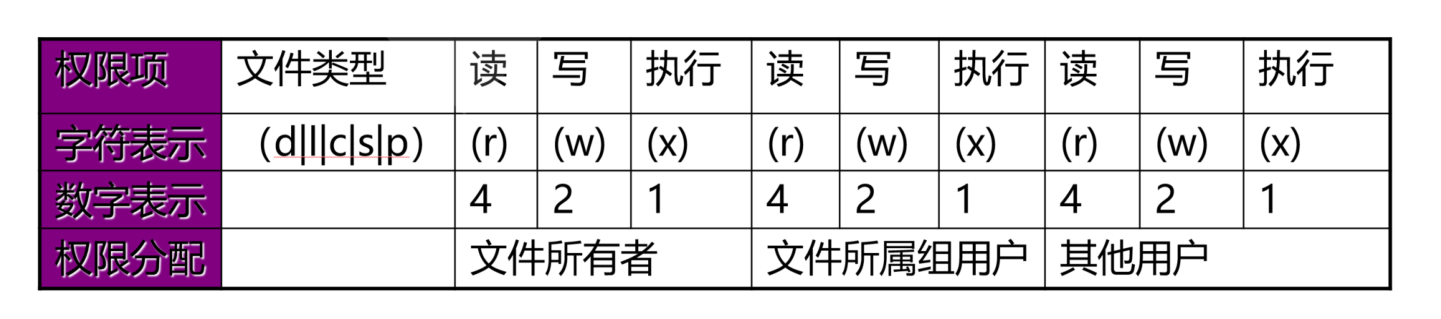 权限项 文件类型 读 写 执行 读 写 执行 读 写 执行
字符表示 （d|l|c|s|p） (r) (w) (x) (r) (w) (x) (r) (w) (x)
数字表示 4 2 1 4 2 1 4 2 1
权限分配 文件所有者 文件所属组用户 其他用户